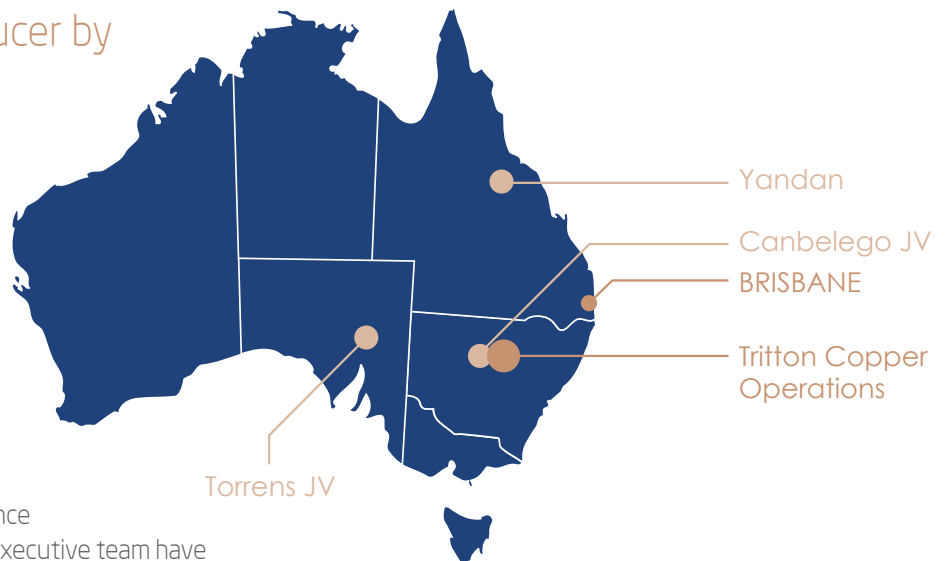 ucer by
Yandan
Canbelego JV
BRISBANE
Tritton Copper
Operations
Torrens JV
nce
xecutive team have